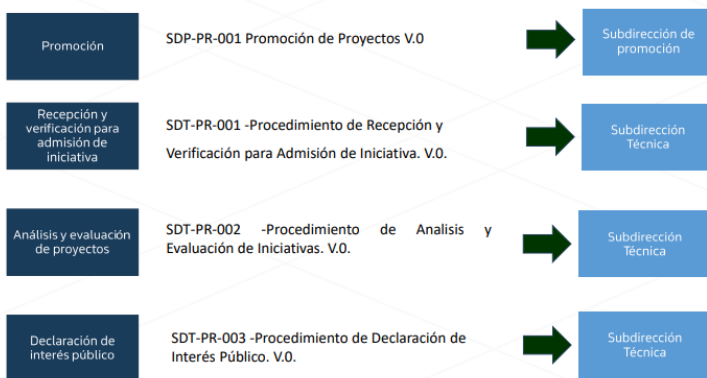 Promoción
SDP-PR-001 Promoción de Proyectos V.0
Subdirección de
promoción
Recepción y
verificación para
admisión de
iniciativa
SDT-PR-001 -Procedimiento de Recepción y
Verificación para Admisión de Iniciativa. V.0.
Subdirección
Técnica
Análisis y evaluación
de proyectos
SDT-PR-002 -Procedimiento de Analisis y
Evaluación de Iniciativas. V.0.
Subdirección
Técnica
Declaración de
interés público
SDT-PR-003 -Procedimiento de Declaración de
Interés Público. V.0.
Subdirección
Técnica